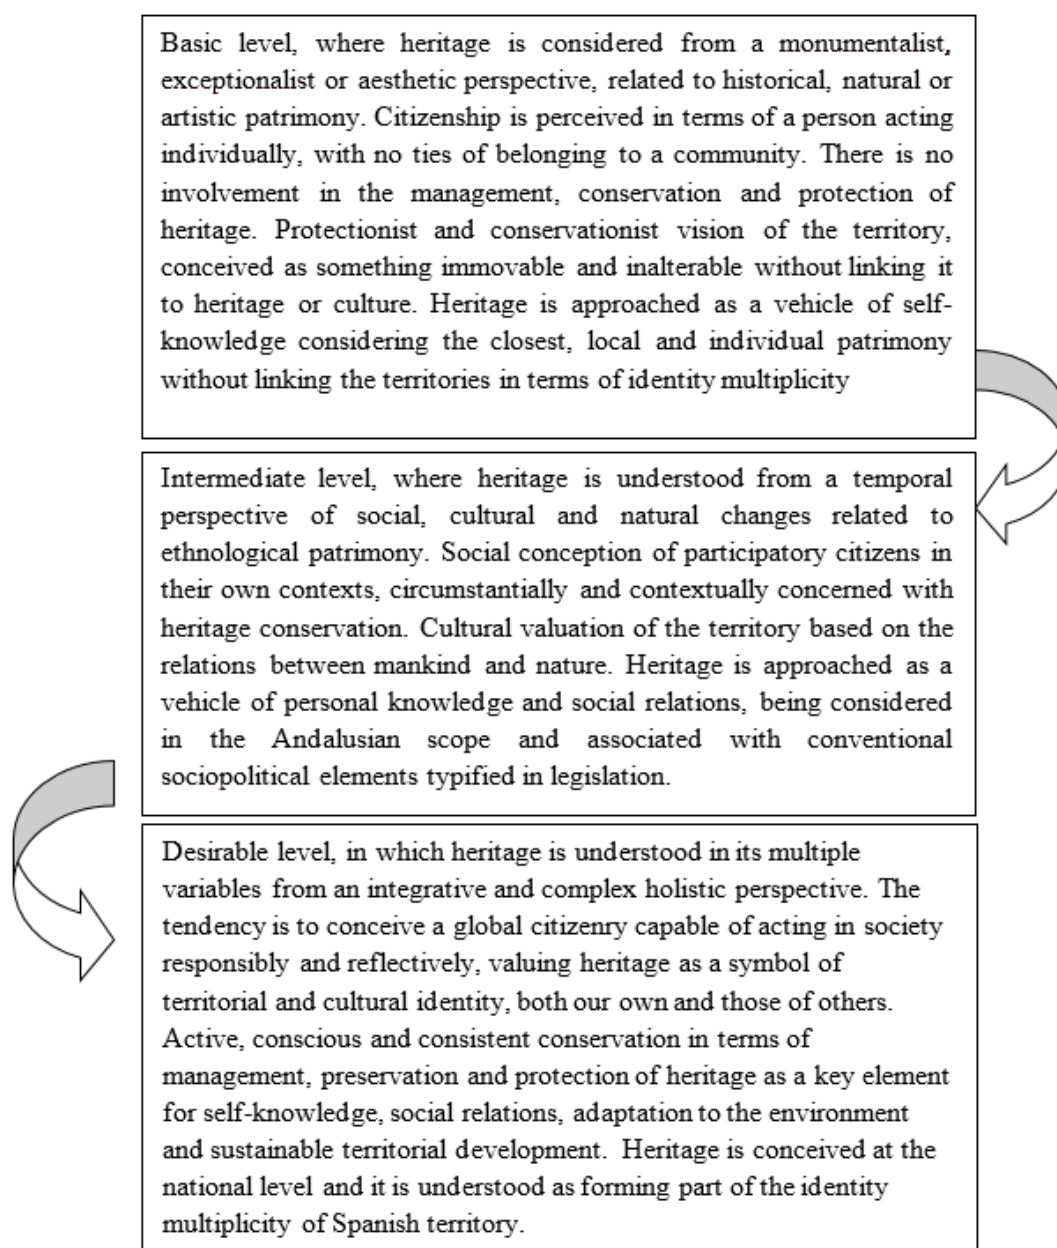 Basic level, where heritage is considered from a monumentalist,
exceptionalist or aesthetic perspective, related to historical, natural or
artistic patrimony. Citizenship is perceived in terms of a person acting
individually, with no ties of belonging to a community. There is no
involvement in the management, conservation and protection of
heritage. Protectionist and conservationist vision of the territory,
conceived as something immovable and inalterable without linking it
to heritage or culture. Heritage is approached as a vehicle of self-
knowledge considering the closest, local and individual patrimony
without linking the territories in terms of identity multiplicity
Intermediate level, where heritage is understood from a temporal
perspective of social, cultural and natural changes related to
ethnological patrimony. Social conception of participatory citizens in
their own contexts, circumstantially and contextually concerned with
heritage conservation. Cultural valuation of the territory based on the
relations between mankind and nature. Heritage is approached as a
vehicle of personal knowledge and social relations, being considered
in the Andalusian scope and associated with conventional
sociopolitical elements typified in legislation.
Desirable level, in which heritage is understood in its multiple
variables from an integrative and complex holistic perspective. The
tendency is to conceive a global citizenry capable of acting in society
responsibly and reflectively, valuing heritage as a symbol of
territorial and cultural identity, both our own and those of others.
Active, conscious and consistent conservation in terms of
management, preservation and protection of heritage as a key element
for self-knowledge, social relations, adaptation to the environment
and sustainable territorial development. Heritage is conceived at the
national level and it is understood as forming part of the identity
multiplicity of Spanish territory.